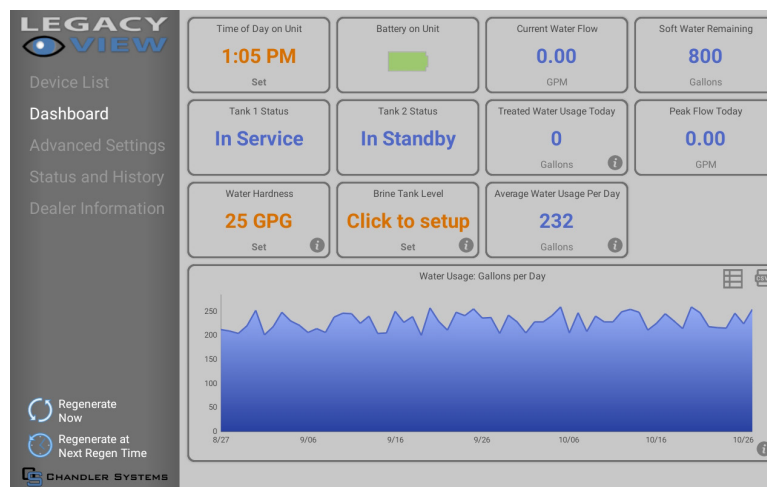 LEGACY
VIEW
Device List
Dashboard
Advanced Settings
Status and History
Dealer Information
Regenerate
Now
Regenerate at
Next Regen Time
CHANDLER SYSTEMS
Time of Day on Unit
1:05 PM
Set
Battery on Unit
Current Water Flow
0.00
GPM
Soft Water Remaining
800
Gallons
Tank 1 Status
In Service
Tank 2 Status
In Standby
Treated Water Usage Today
0
Gallons
i
Peak Flow Today
0.00
GPM
Water Hardness
25 GPG
Set
i
Brine Tank Level
Click to setup
Set
i
Average Water Usage Per Day
232
Gallons
i
Water Usage: Gallons per Day
250
200
150
100
50
0
8/27 9/06 9/16 9/26 10/06 10/16 10/26
i